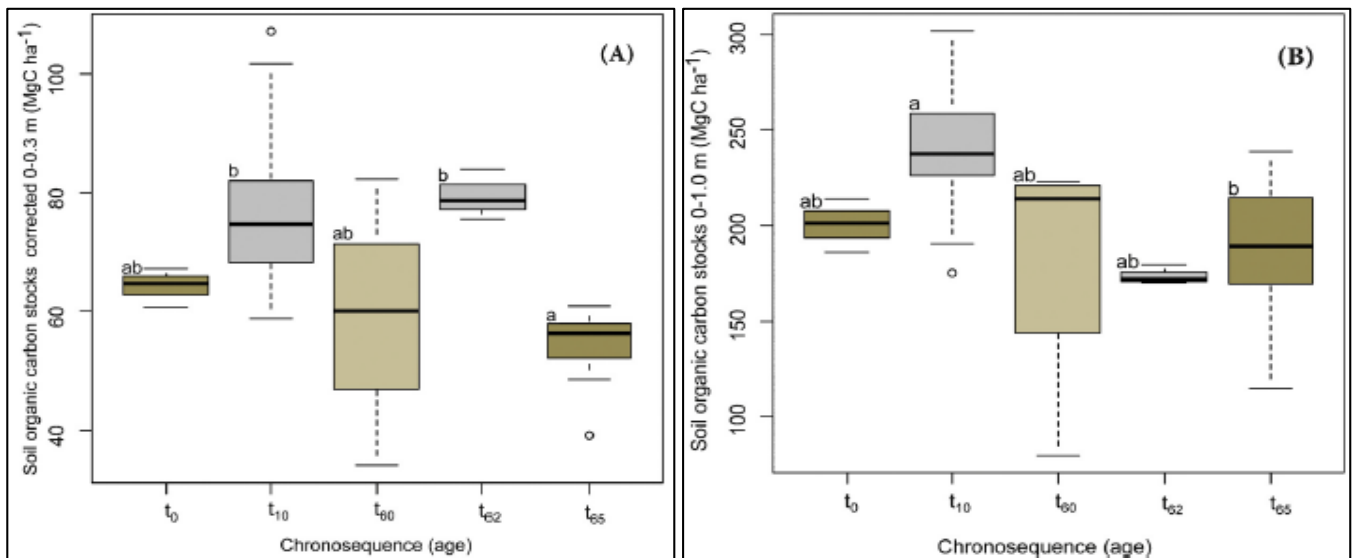 Soil organic carbon stocks corrected 0-0.3 m (MgC ha⁻¹)
(A)
100
80
60
40
ab
b
ab
b
a
t₀ t₁₀ t₆₀ t₆₂ t₆₅
Chronosequence (age)
Soil organic carbon stocks 0-1.0 m (MgC ha⁻¹)
(B)
300
250
200
150
100
ab
a
ab
ab
b
t₀ t₁₀ t₆₀ t₆₂ t₆₅
Chronosequence (age)